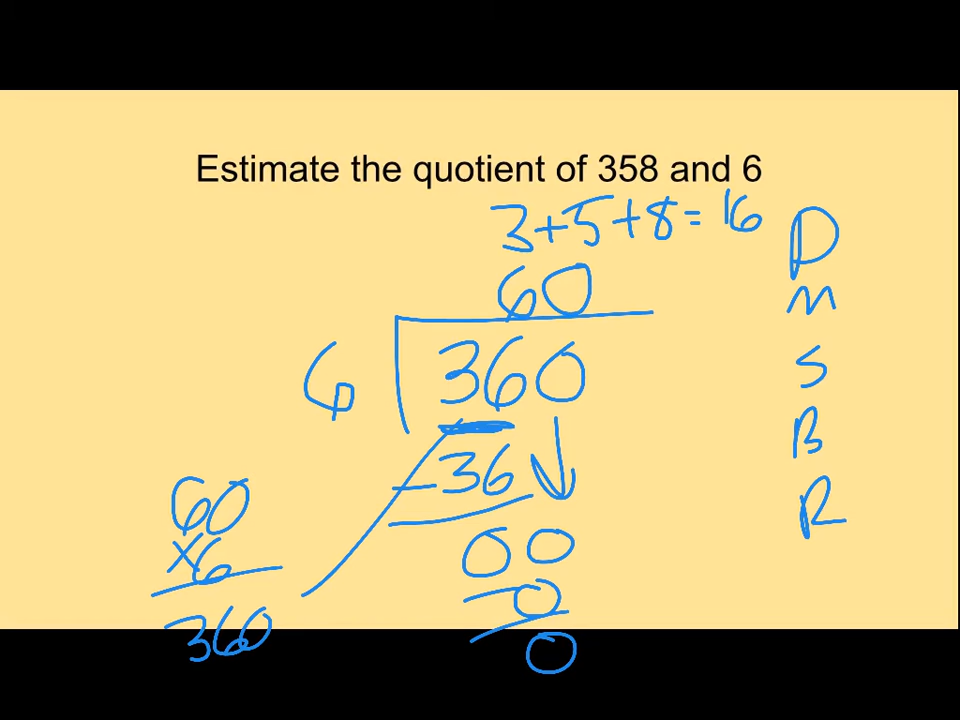 Estimate the quotient of 358 and 6
3+5+8=16
60
6 360
-36
00
-0
0
60
x6
360
D
M
S
B
R